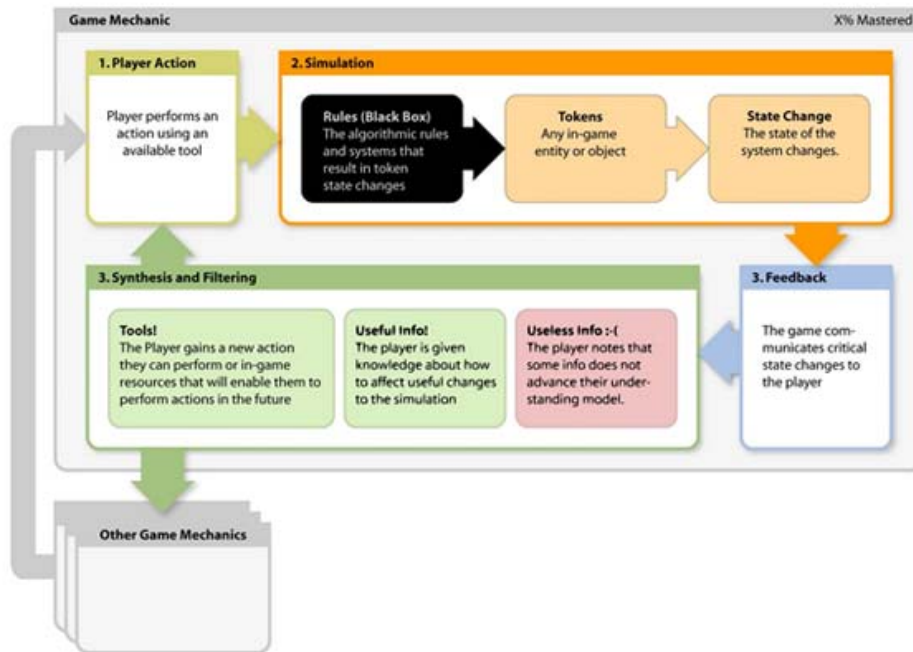 Game Mechanic
X% Mastered
1. Player Action
Player performs an
action using an
available tool
2. Simulation
Rules (Black Box)
The algorithmic rules
and systems that
result in token
state changes
Tokens
Any in-game
entity or object
State Change
The state of the
system changes.
3. Synthesis and Filtering
Tools!
The Player gains a new action
they can perform or in-game
resources that will enable them to
perform actions in the future
Useful Info!
The player is given
knowledge about how
to affect useful changes
to the simulation
Useless Info :-(
The player notes that
some info does not
advance their under-
standing model.
3. Feedback
The game com-
municates critical
state changes to
the player
Other Game Mechanics